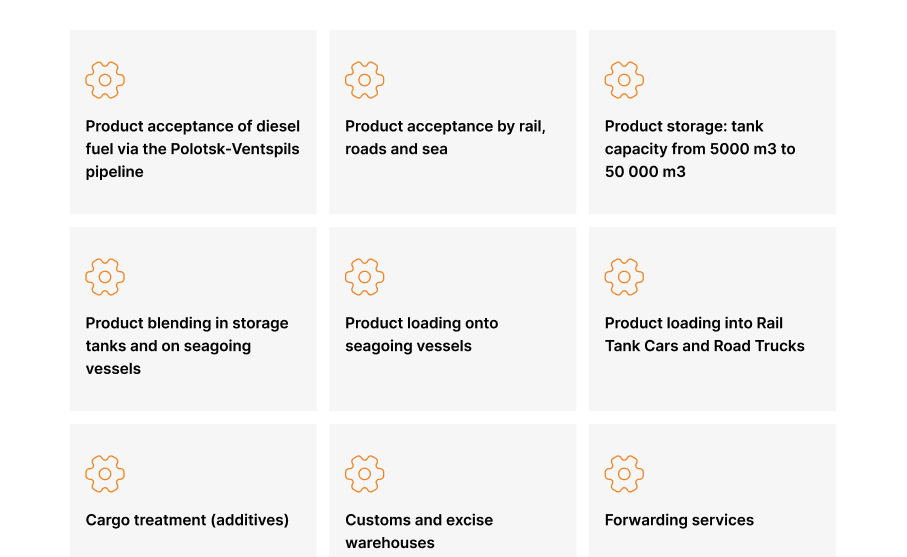 Product acceptance of diesel
fuel via the Polotsk-Ventspils
pipeline
Product acceptance by rail,
roads and sea
Product storage: tank
capacity from 5000 m3 to
50 000 m3
Product blending in storage
tanks and on seagoing
vessels
Product loading onto
seagoing vessels
Product loading into Rail
Tank Cars and Road Trucks
Cargo treatment (additives)
Customs and excise
warehouses
Forwarding services